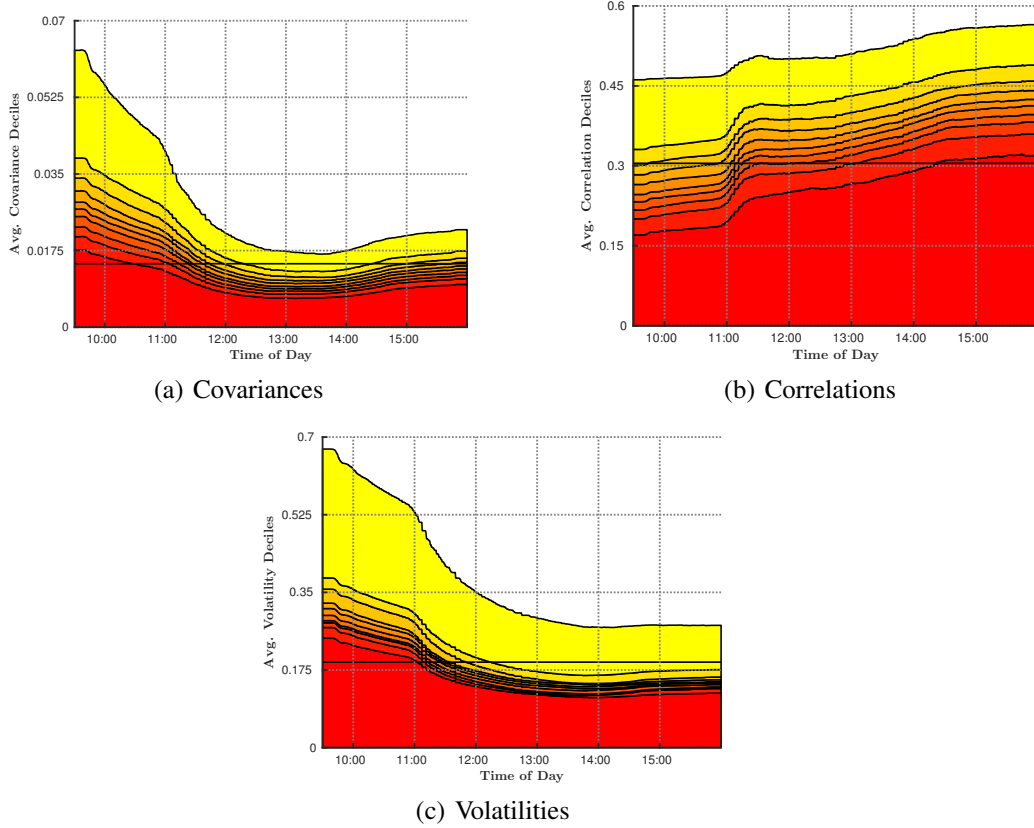 0.07
0.0525
0.035
0.0175
0
Avg. Covariance Deciles
10:00 11:00 12:00 13:00 14:00 15:00
Time of Day
(a) Covariances
0.6
0.45
0.3
0.15
0
Avg. Correlation Deciles
10:00 11:00 12:00 13:00 14:00 15:00
Time of Day
(b) Correlations
0.7
0.525
0.35
0.175
0
Avg. Volatility Deciles
10:00 11:00 12:00 13:00 14:00 15:00
Time of Day
(c) Volatilities